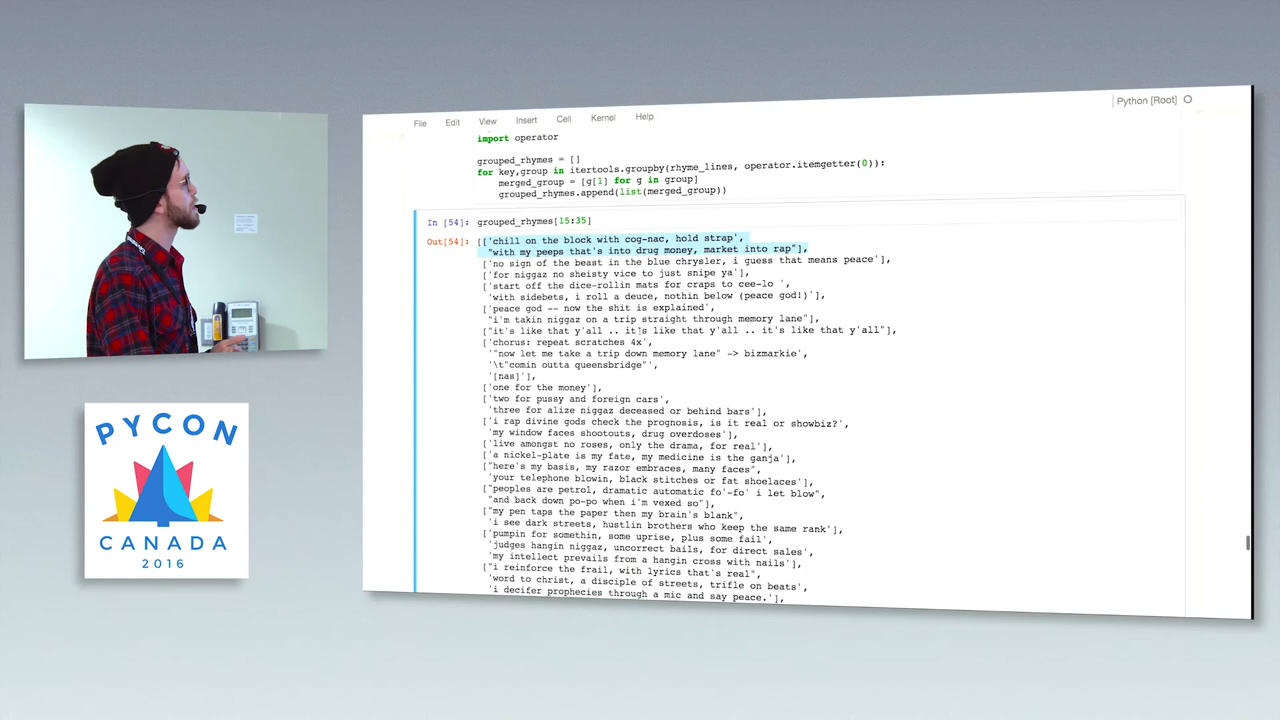 Python [Root]
File Edit View Insert Cell Kernel Help
import operator
grouped_rhymes = []
for key,group in itertools.groupby(rhyme_lines, operator.itemgetter(0)):
merged_group = [g[1] for g in group]
grouped_rhymes.append(list(merged_group))
In [54]: grouped_rhymes[15:35]
Out[54]: [['chill on the block with cog-nac, hold strap',
"with my peeps that's into drug money, market into rap"],
['no sign of the beast in the blue chrysler, i guess that means peace'],
['for niggaz no sheisty vice to just snipe ya'],
['start off the dice-rollin mats for craps to cee-lo ',
'with sidebets, i roll a deuce, nothin below (peace god!)'],
['peace god -- now the shit is explained',
"i'm takin niggaz on a trip straight through memory lane"],
["it's like that y'all .. it's like that y'all .. it's like that y'all"],
['chorus: repeat scratches 4x',
'"now let me take a trip down memory lane" -> bizmarkie',
'\t"comin outta queensbridge"',
'[nas]'],
['one for the money'],
['two for pussy and foreign cars',
'three for alize niggaz deceased or behind bars'],
['i rap divine gods check the prognosis, is it real or showbiz?',
'my window faces shootouts, drug overdoses'],
['live amongst no roses, only the drama, for real'],
['a nickel-plate is my fate, my medicine is the ganja'],
["here's my basis, my razor embraces, many faces",
'your telephone blowin, black stitches or fat shoelaces'],
["peoples are petrol, dramatic automatic fo'-fo' i let blow",
"and back down po-po when i'm vexed so"],
["my pen taps the paper then my brain's blank",
'i see dark streets, hustlin brothers who keep the same rank'],
['pumpin for somethin, some uprise, plus some fail',
'judges hangin niggaz, uncorrect bails, for direct sales',
'my intellect prevails from a hangin cross with nails'],
["i reinforce the frail, with lyrics that's real",
'word to christ, a disciple of streets, trifle on beats',
'i decifer prophecies through a mic and say peace.'],
PYCON
CANADA
2016